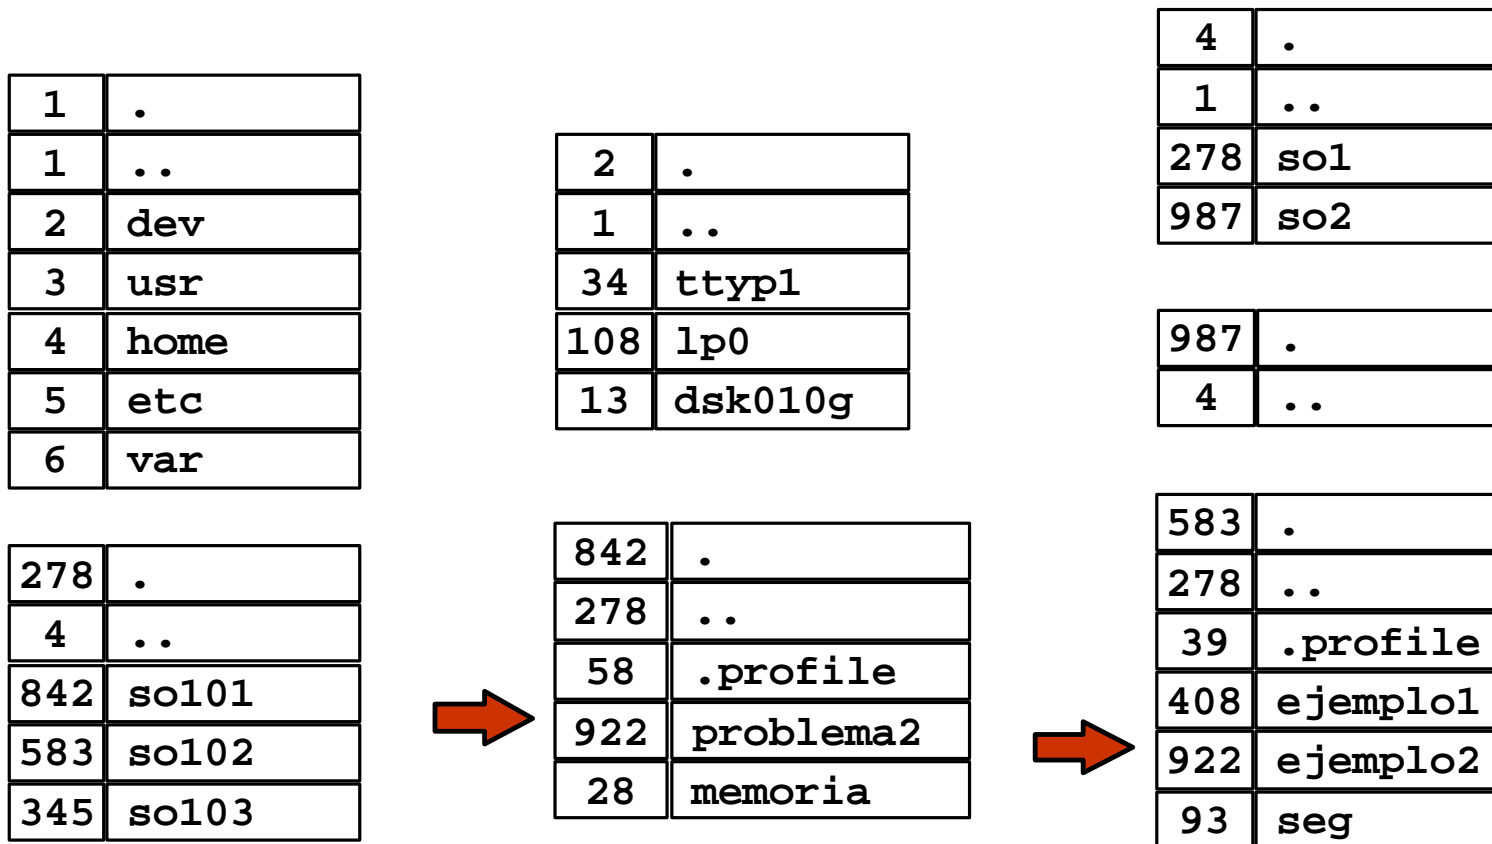 1 .
1 ..
2 dev
3 usr
4 home
5 etc
6 var
278 .
4 ..
842 so101
583 so102
345 so103
2 .
1 ..
34 ttyp1
108 lp0
13 dsk010g
842 .
278 ..
58 .profile
922 problema2
28 memoria
4 .
1 ..
278 so1
987 so2
987 .
4 ..
583 .
278 ..
39 .profile
408 ejemplo1
922 ejemplo2
93 seg